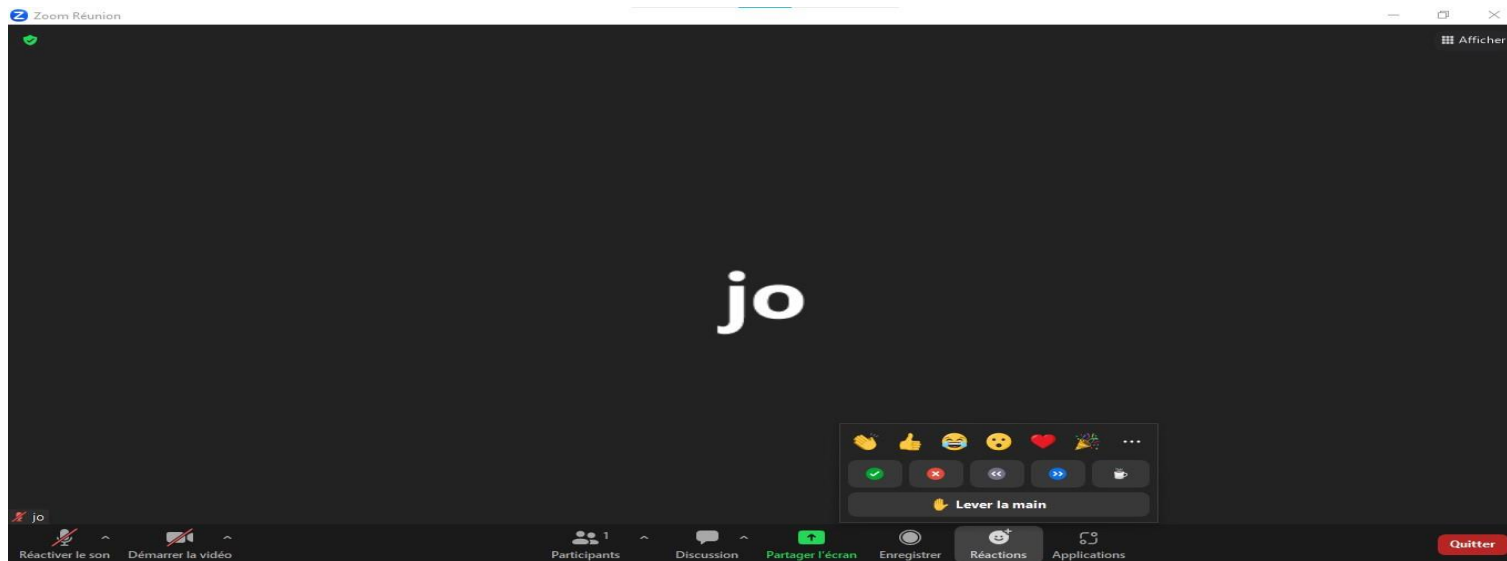 Zoom Réunion
Afficher
jo
Lever la main
jo
Réactiver le son
Démarrer la vidéo
1
Participants
Discussion
Partager l'écran
Enregistrer
Réactions
Applications
Quitter